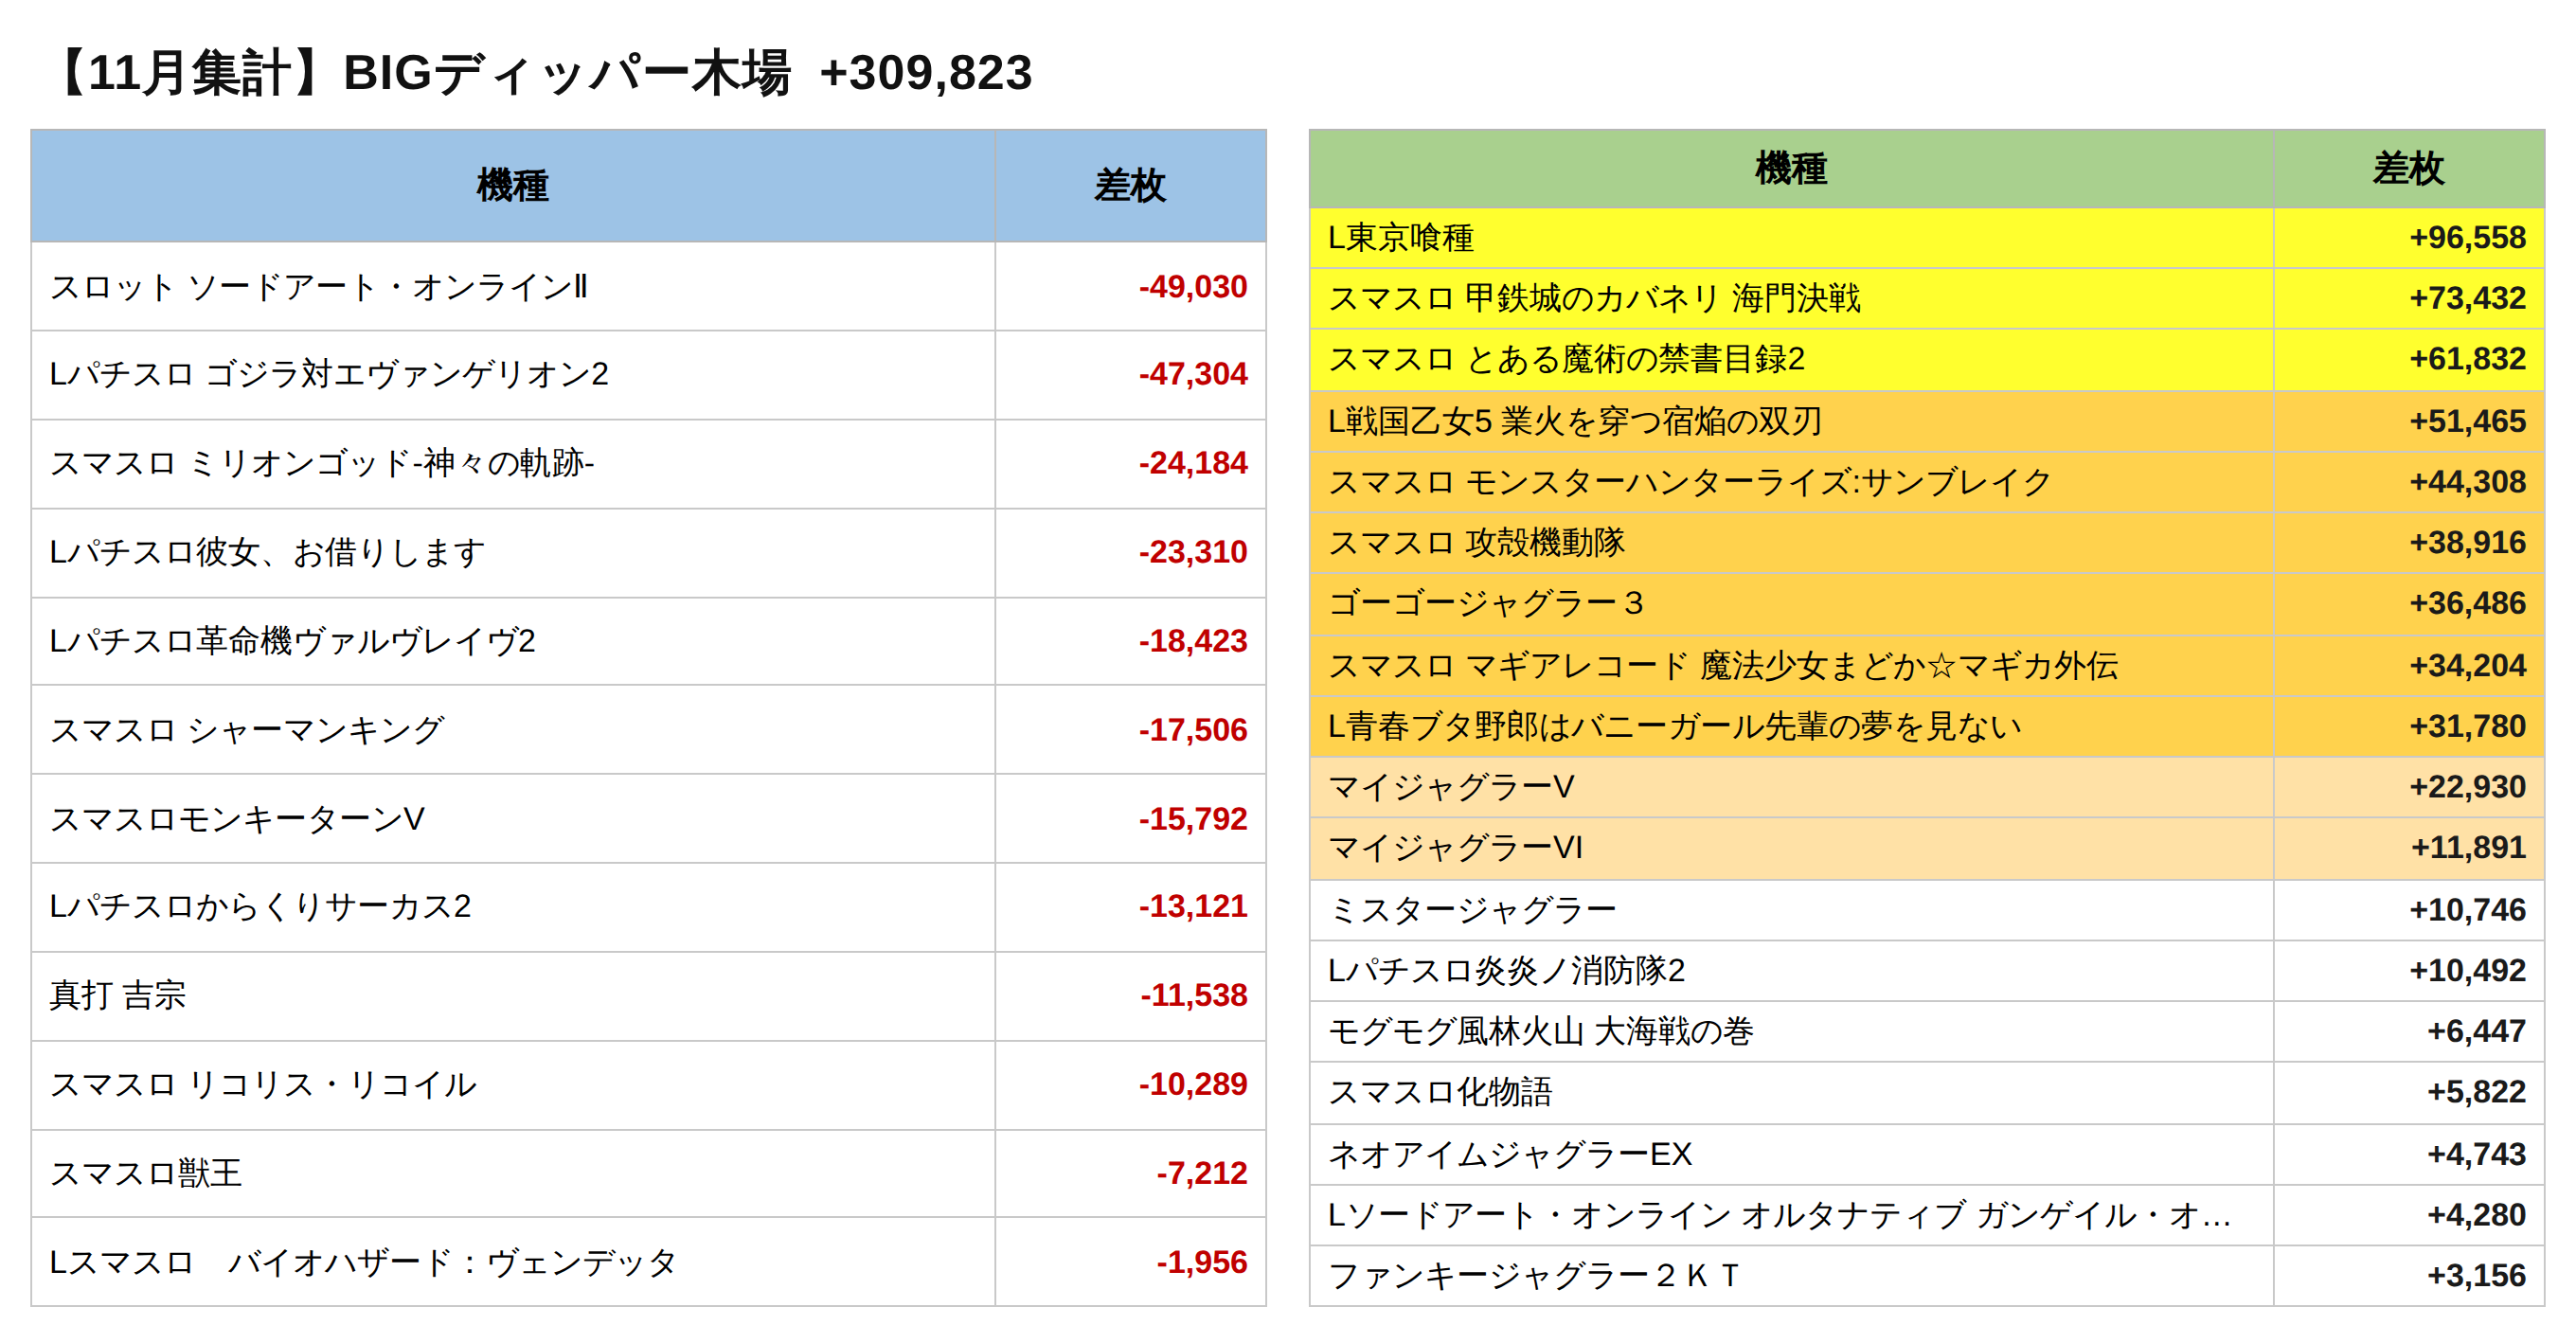 【11月集計】BIGディッパー木場 +309,823
機種 差枚
スロット ソードアート・オンラインⅡ -49,030
Lパチスロ ゴジラ対エヴァンゲリオン2 -47,304
スマスロ ミリオンゴッド-神々の軌跡- -24,184
Lパチスロ彼女、お借りします -23,310
Lパチスロ革命機ヴァルヴレイヴ2 -18,423
スマスロ シャーマンキング -17,506
スマスロモンキーターンV -15,792
Lパチスロからくりサーカス2 -13,121
真打 吉宗 -11,538
スマスロ リコリス・リコイル -10,289
スマスロ獣王 -7,212
Lスマスロ　バイオハザード：ヴェンデッタ -1,956
機種 差枚
L東京喰種 +96,558
スマスロ 甲鉄城のカバネリ 海門決戦 +73,432
スマスロ とある魔術の禁書目録2 +61,832
L戦国乙女5 業火を穿つ宿焔の双刃 +51,465
スマスロ モンスターハンターライズ:サンブレイク +44,308
スマスロ 攻殻機動隊 +38,916
ゴーゴージャグラー３ +36,486
スマスロ マギアレコード 魔法少女まどか☆マギカ外伝 +34,204
L青春ブタ野郎はバニーガール先輩の夢を見ない +31,780
マイジャグラーV +22,930
マイジャグラーVI +11,891
ミスタージャグラー +10,746
Lパチスロ炎炎ノ消防隊2 +10,492
モグモグ風林火山 大海戦の巻 +6,447
スマスロ化物語 +5,822
ネオアイムジャグラーEX +4,743
Lソードアート・オンライン オルタナティブ ガンゲイル・オ… +4,280
ファンキージャグラー２ＫＴ +3,156